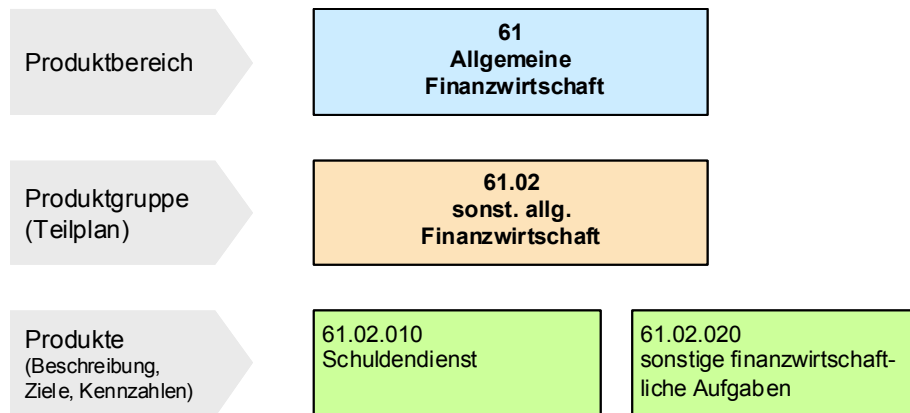 Produktbereich
61
Allgemeine
Finanzwirtschaft
Produktgruppe
(Teilplan)
61.02
sonst. allg.
Finanzwirtschaft
Produkte
(Beschreibung,
Ziele, Kennzahlen)
61.02.010
Schuldendienst
61.02.020
sonstige finanzwirtschaft-
liche Aufgaben